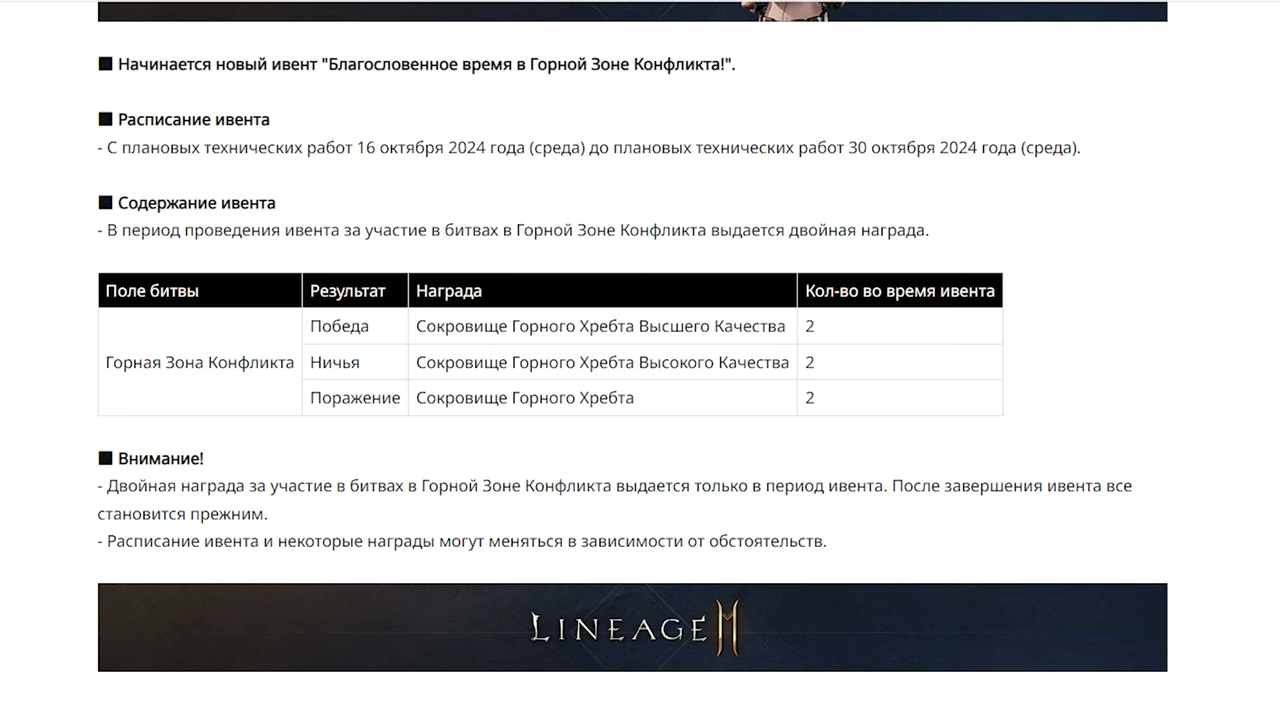 ■ Начинается новый ивент "Благословенное время в Горной Зоне Конфликта!".
■ Расписание ивента
- С плановых технических работ 16 октября 2024 года (среда) до плановых технических работ 30 октября 2024 года (среда).
■ Содержание ивента
- В период проведения ивента за участие в битвах в Горной Зоне Конфликта выдается двойная награда.
Поле битвы Результат Награда Кол-во во время ивента
Победа Сокровище Горного Хребта Высшего Качества 2
Горная Зона Конфликта Ничья Сокровище Горного Хребта Высокого Качества 2
Поражение Сокровище Горного Хребта 2
■ Внимание!
- Двойная награда за участие в битвах в Горной Зоне Конфликта выдается только в период ивента. После завершения ивента все
становится прежним.
- Расписание ивента и некоторые награды могут меняться в зависимости от обстоятельств.
LINEAGE M